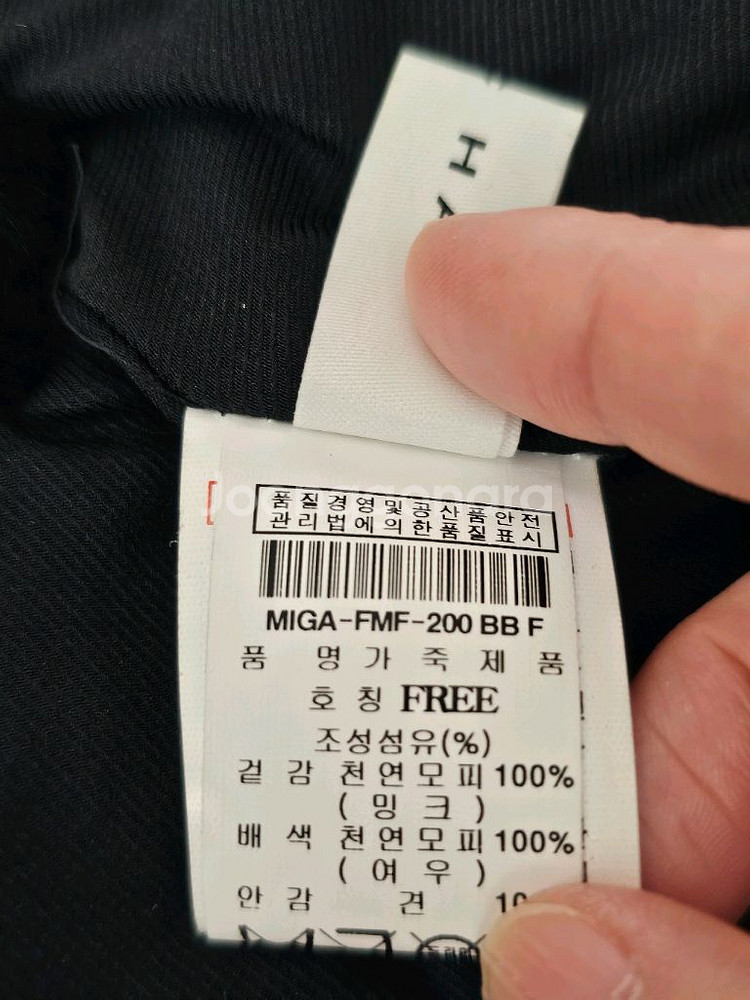 H
품질경영및공산품안전
관리법에의한품질표시
MIGA-FMF-200 BB F
품 명 가 죽 제 품
호 칭 FREE
조성섬유(%)
겉 감 천 연 모 피 100%
( 밍 크 )
배 색 천 연 모 피 100%
( 여 우 )
안 감 견